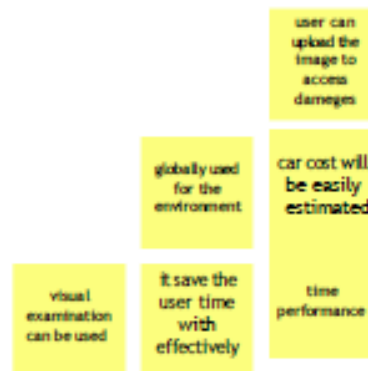 user can
upload the
image to
access
dameges
globally used
for the
environment
car cost will
be easily
estimated
visual
examination
can be used
it save the
user time
with
effectively
time
performance